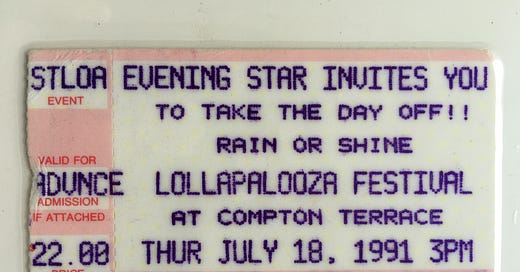 STLOA EVENING STAR INVITES YOU
EVENT
TO TAKE THE DAY OFF!!
RAIN OR SHINE
VALID FOR
ADVNCE LOLLAPALOOZA FESTIVAL
ADMISSION
IF ATTACHED
AT COMPTON TERRACE
22.00 THUR JULY 18, 1991 3PM
PRICE